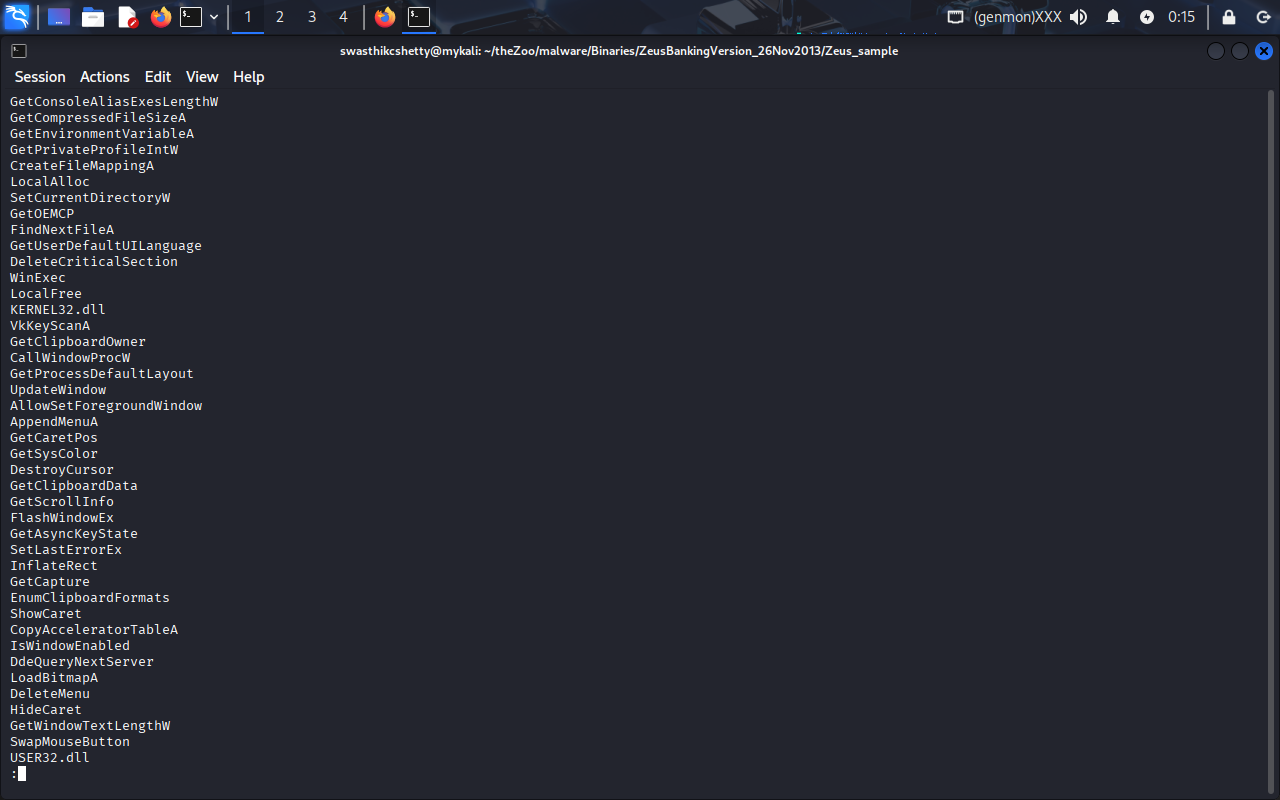 1 2 3 4 (genmon)XXX 0:15
swasthikcshetty@mykali: ~/theZoo/malware/Binaries/ZeusBankingVersion_26Nov2013/Zeus_sample
Session Actions Edit View Help
GetConsoleAliasExesLengthW
GetCompressedFileSizeA
GetEnvironmentVariableA
GetPrivateProfileIntW
CreateFileMappingA
LocalAlloc
SetCurrentDirectoryW
GetOEMCP
FindNextFileA
GetUserDefaultUILanguage
DeleteCriticalSection
WinExec
LocalFree
KERNEL32.dll
VkKeyScanA
GetClipboardOwner
CallWindowProcW
GetProcessDefaultLayout
UpdateWindow
AllowSetForegroundWindow
AppendMenuA
GetCaretPos
GetSysColor
DestroyCursor
GetClipboardData
GetScrollInfo
FlashWindowEx
GetAsyncKeyState
SetLastErrorEx
InflateRect
GetCapture
EnumClipboardFormats
ShowCaret
CopyAcceleratorTableA
IsWindowEnabled
DdeQueryNextServer
LoadBitmapA
DeleteMenu
HideCaret
GetWindowTextLengthW
SwapMouseButton
USER32.dll
: